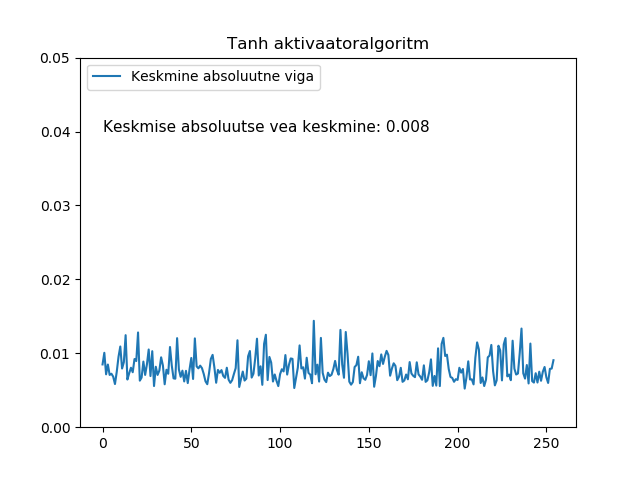 Tanh aktivaatoralgoritm
0.05
Keskmine absoluutne viga
0.04
Keskmise absoluutse vea keskmine: 0.008
0.03
0.02
0.01
0.00
0 50 100 150 200 250